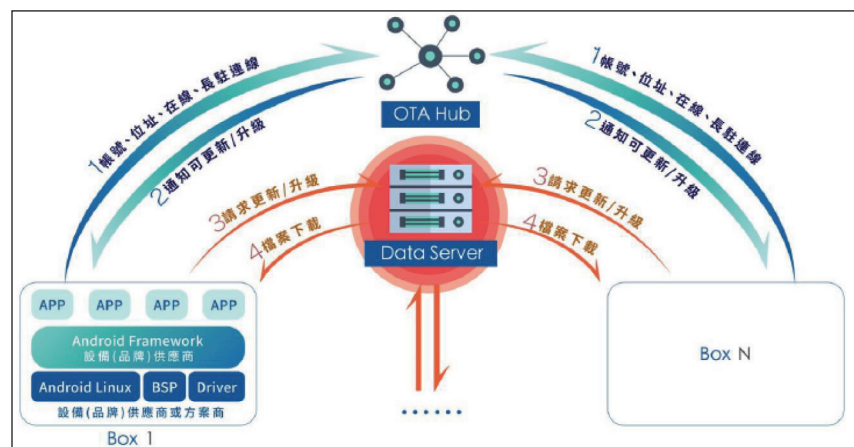 OTA Hub
1帳號、位址、在線、長駐連線
2通知可更新/升級
1帳號、位址、在線、長駐連線
2通知可更新/升級
3請求更新/升級
4檔案下載
Data Server
3請求更新/升級
4檔案下載
APP APP APP APP
Android Framework
設備(品牌)供應商
Android Linux BSP Driver
設備(品牌)供應商或方案商
Box 1
Box N